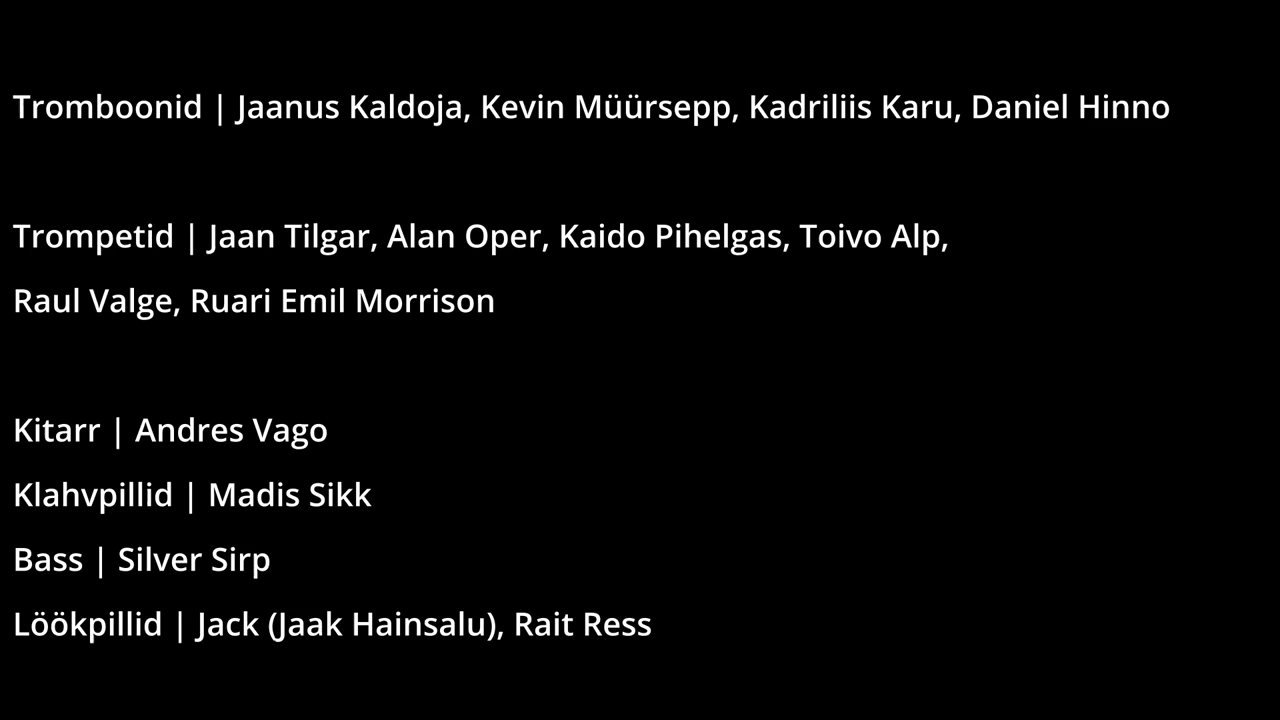 Tromboonid | Jaanus Kaldoja, Kevin Müürsepp, Kadriliis Karu, Daniel Hinno
Trompetid | Jaan Tilgar, Alan Oper, Kaido Pihelgas, Toivo Alp,
Raul Valge, Ruari Emil Morrison
Kitarr | Andres Vago
Klahvpillid | Madis Sikk
Bass | Silver Sirp
Löökpillid | Jack (Jaak Hainsalu), Rait Ress